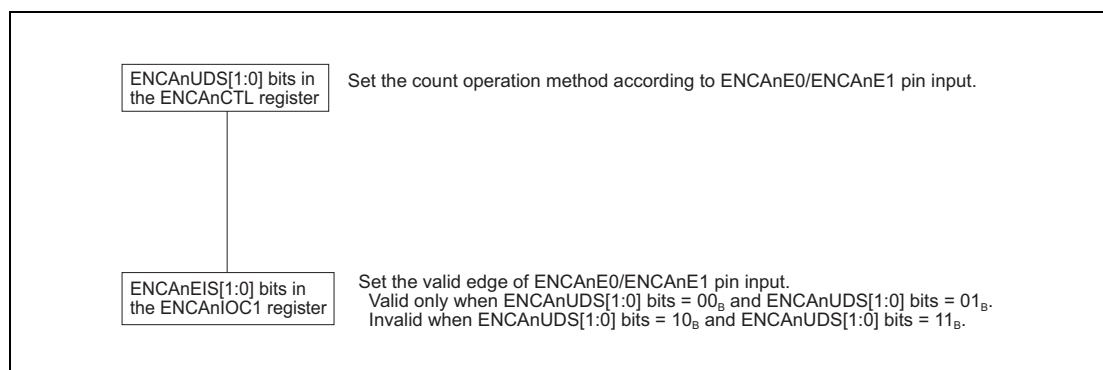 ENCAnUDS[1:0] bits in
the ENCAnCTL register
Set the count operation method according to ENCAnE0/ENCAnE1 pin input.
ENCAnEIS[1:0] bits in
the ENCAnIOC1 register
Set the valid edge of ENCAnE0/ENCAnE1 pin input.
Valid only when ENCAnUDS[1:0] bits = 00B and ENCAnUDS[1:0] bits = 01B.
Invalid when ENCAnUDS[1:0] bits = 10B and ENCAnUDS[1:0] bits = 11B.